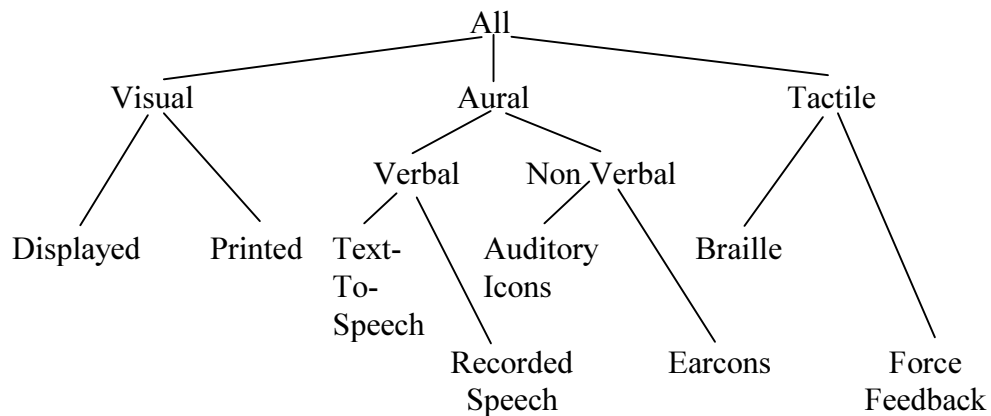 All
Visual
Aural
Tactile
Verbal
Non Verbal
Displayed
Printed
Text-
To-
Speech
Auditory
Icons
Braille
Recorded
Speech
Earcons
Force
Feedback